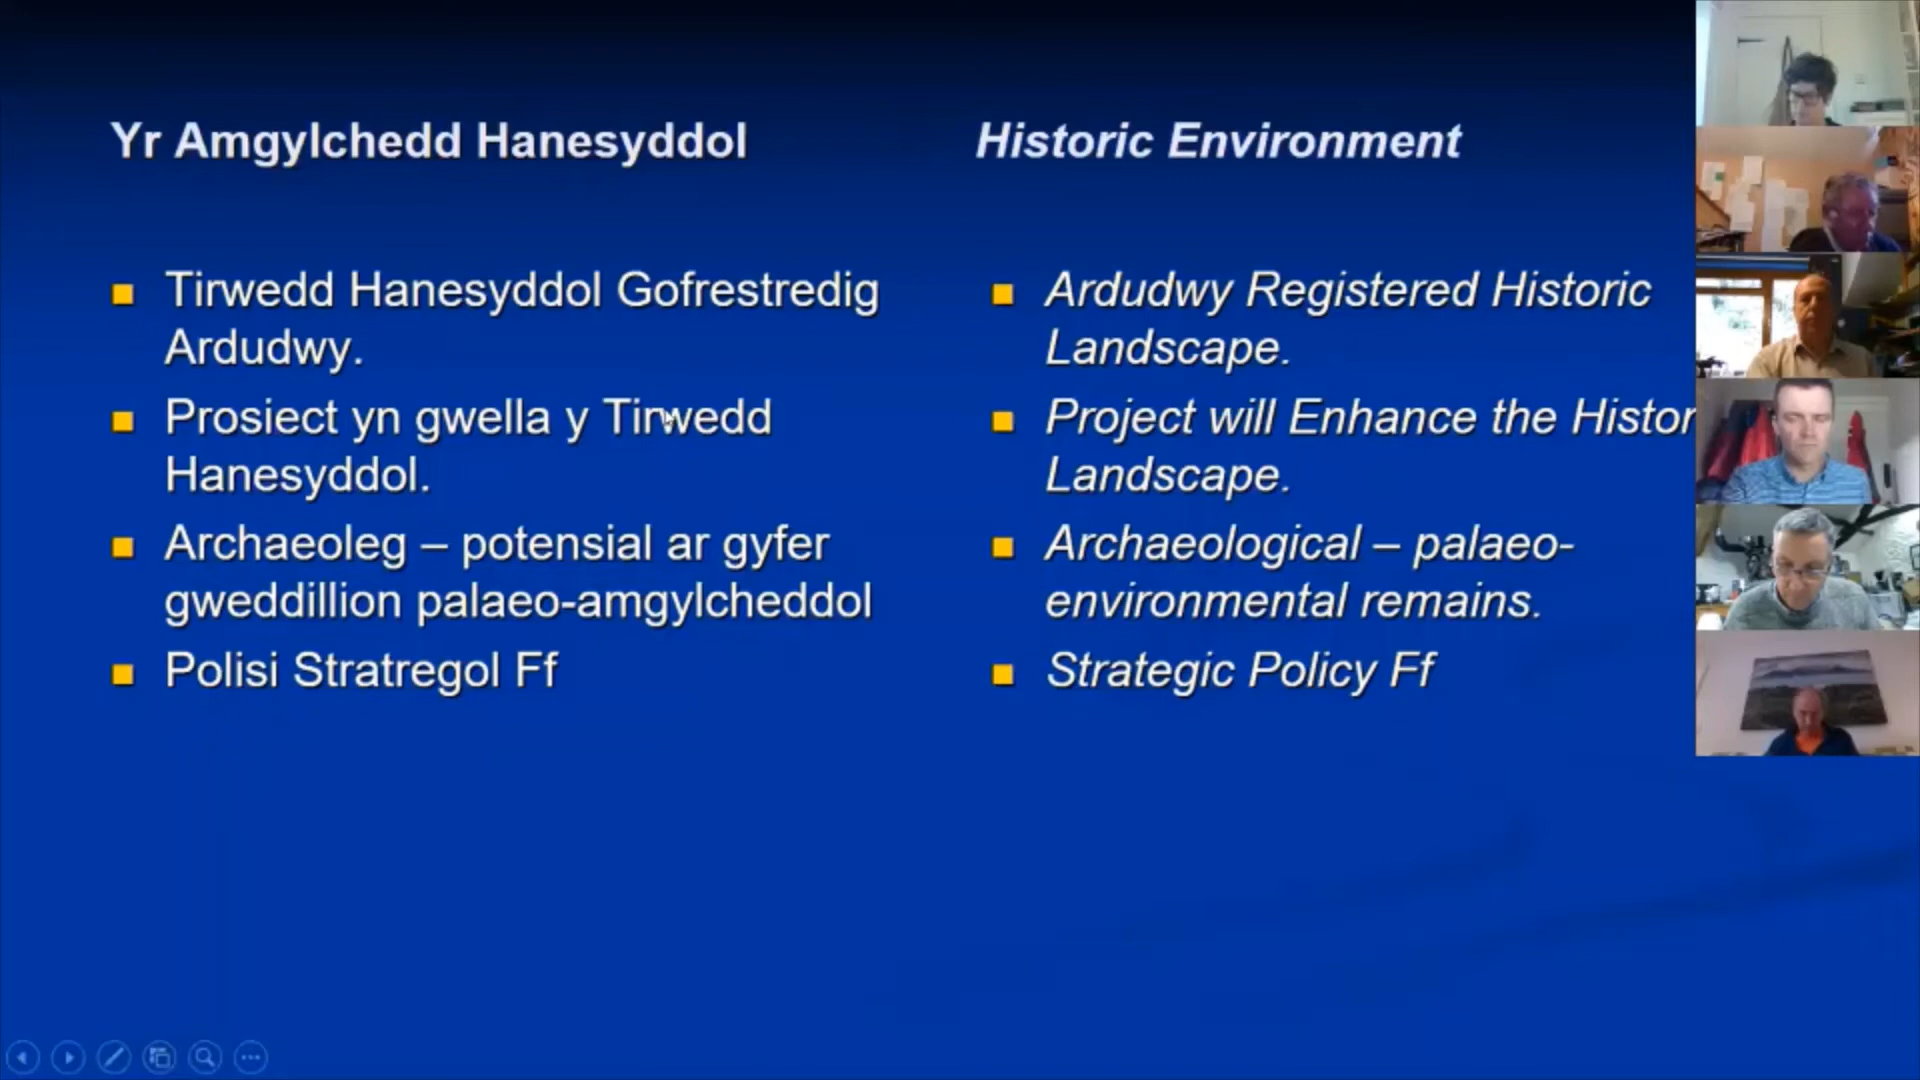 Yr Amgylchedd Hanesyddol
Tirwedd Hanesyddol Gofrestredig
Ardudwy.
Prosiect yn gwella y Tirwedd
Hanesyddol.
Archaeoleg – potensial ar gyfer
gweddillion palaeo-amgylcheddol
Polisi Stratregol Ff
Historic Environment
Ardudwy Registered Historic
Landscape.
Project will Enhance the Histor
Landscape.
Archaeological – palaeo-
environmental remains.
Strategic Policy Ff